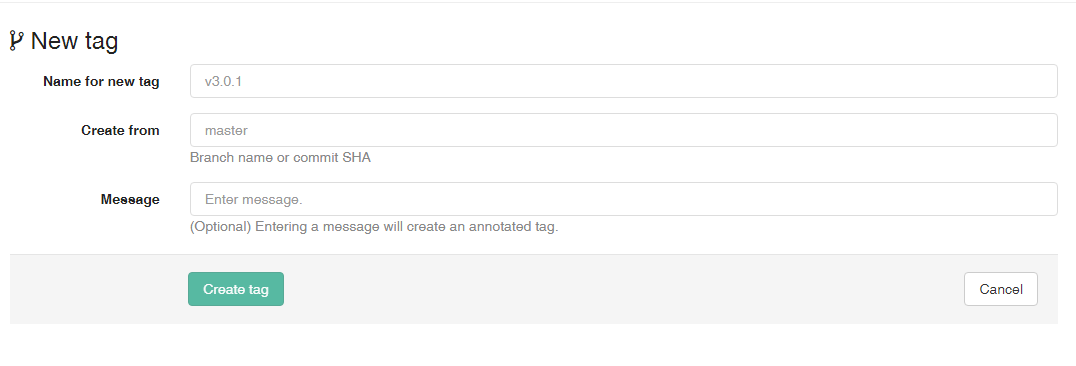 New tag
Name for new tag
v3.0.1
Create from
master
Branch name or commit SHA
Message
Enter message.
(Optional) Entering a message will create an annotated tag.
Create tag
Cancel